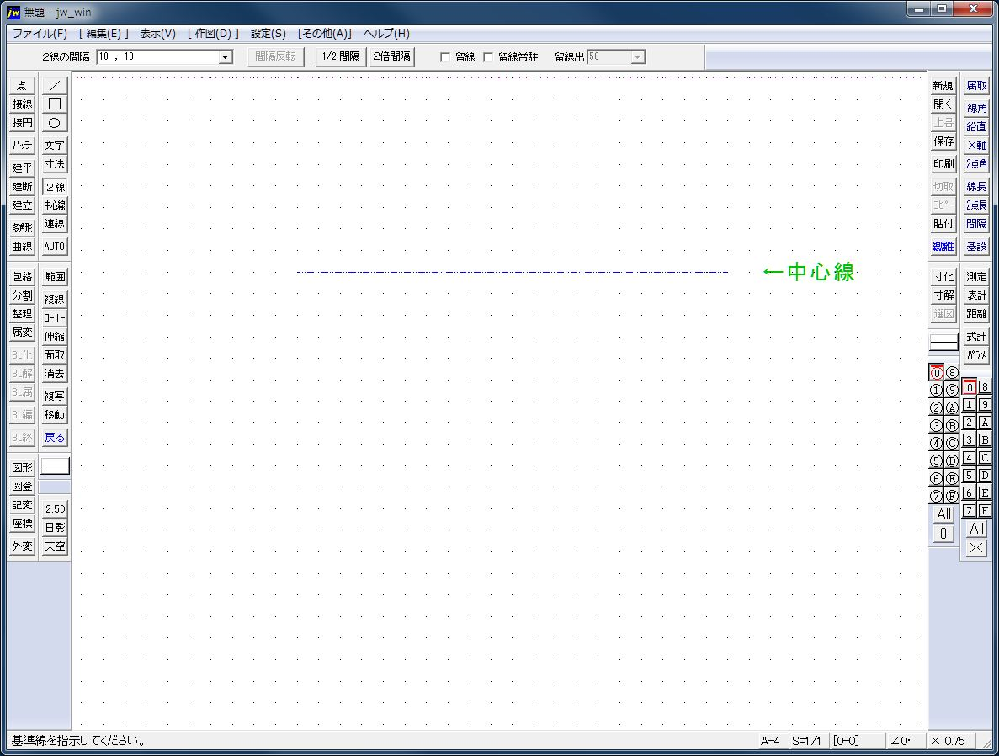 無題 - jw_win
ファイル(F) [ 編集(E) ] 表示(V) [ 作図(D) ] 設定(S) [その他(A)] ヘルプ(H)
2線の間隔 10 , 10 間隔反転 1/2 間隔 2倍間隔 留線 留線常駐 留線出 50
点 ／
接線 □
接円 ○
ハッチ 文字
建平 寸法
建断 2線
建立 中心線
多角形 連線
曲線 AUTO
包絡 範囲
分割 複線
整理 コーナー
属変 伸縮
BL化 面取
BL解 消去
BL属 複写
BL編 移動
BL終 戻る
図形
図登
記変 2.5D
座標 日影
外変 天空
←中心線
新規 属取
開く 線角
上書 鉛直
保存 X軸
印刷 2点角
切取 線長
コピー 2点長
貼付 間隔
線属性 基設
寸化 測定
寸解 表計
選図 距離
式計
パラメ
0 8
1 9
2 A
3 B
4 C
5 D
6 E
7 F
All
0
0 8
1 9
2 A
3 B
4 C
5 D
6 E
7 F
All
×
基準線を指示してください。 A-4 S=1/1 [0-0] ∠0° × 0.75